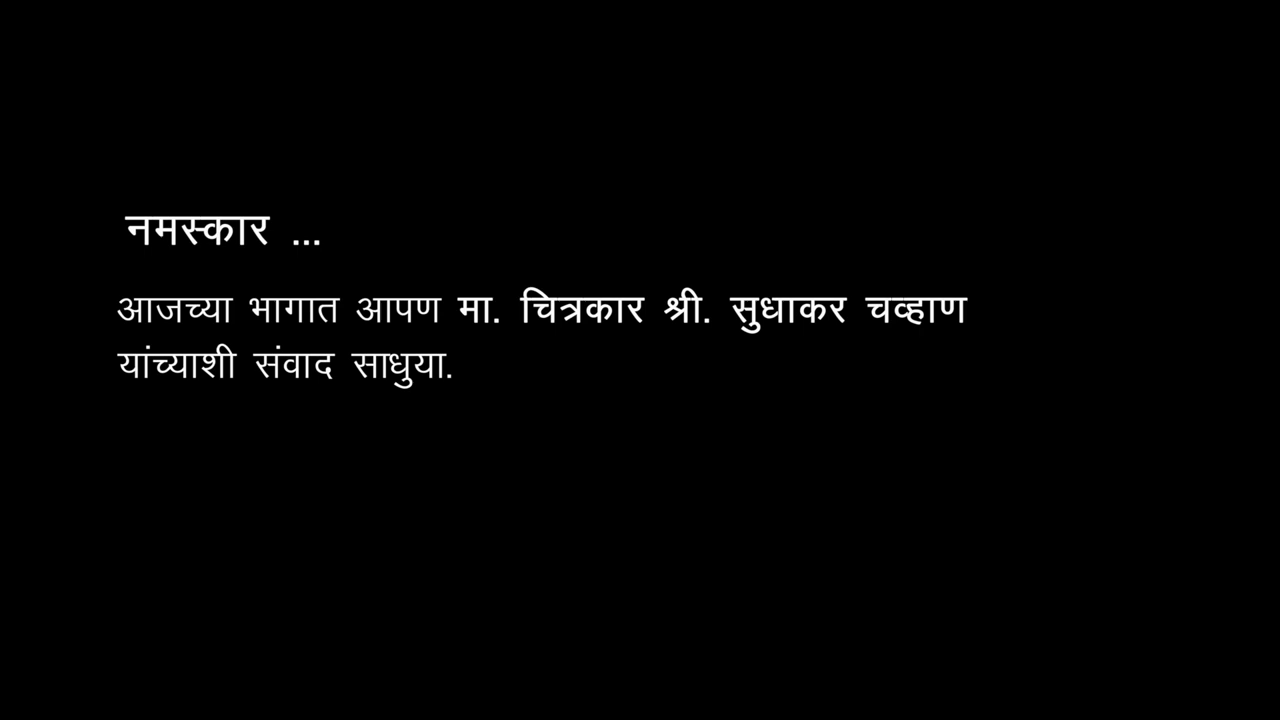 नमस्कार ...
आजच्या भागात आपण मा. चित्रकार श्री. सुधाकर चव्हाण
यांच्याशी संवाद साधुया.